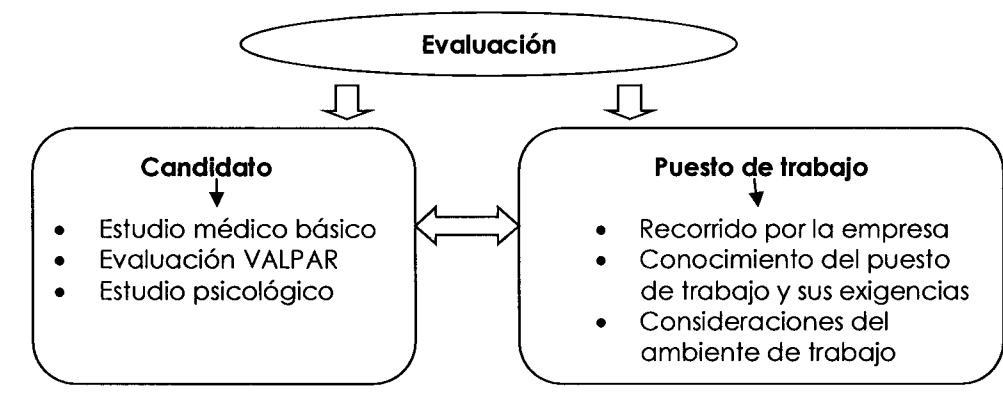 Evaluación
Candidato
• Estudio médico básico
• Evaluación VALPAR
• Estudio psicológico
Puesto de trabajo
• Recorrido por la empresa
• Conocimiento del puesto
de trabajo y sus exigencias
• Consideraciones del
ambiente de trabajo